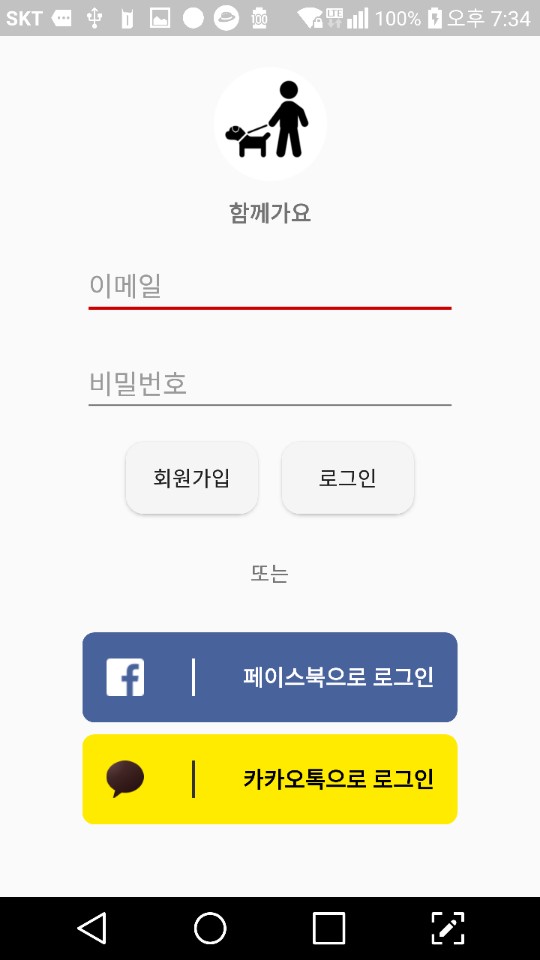 SKT 100 LTE 100% 오후 7:34
함께가요
이메일
비밀번호
회원가입 로그인
또는
페이스북으로 로그인
카카오톡으로 로그인